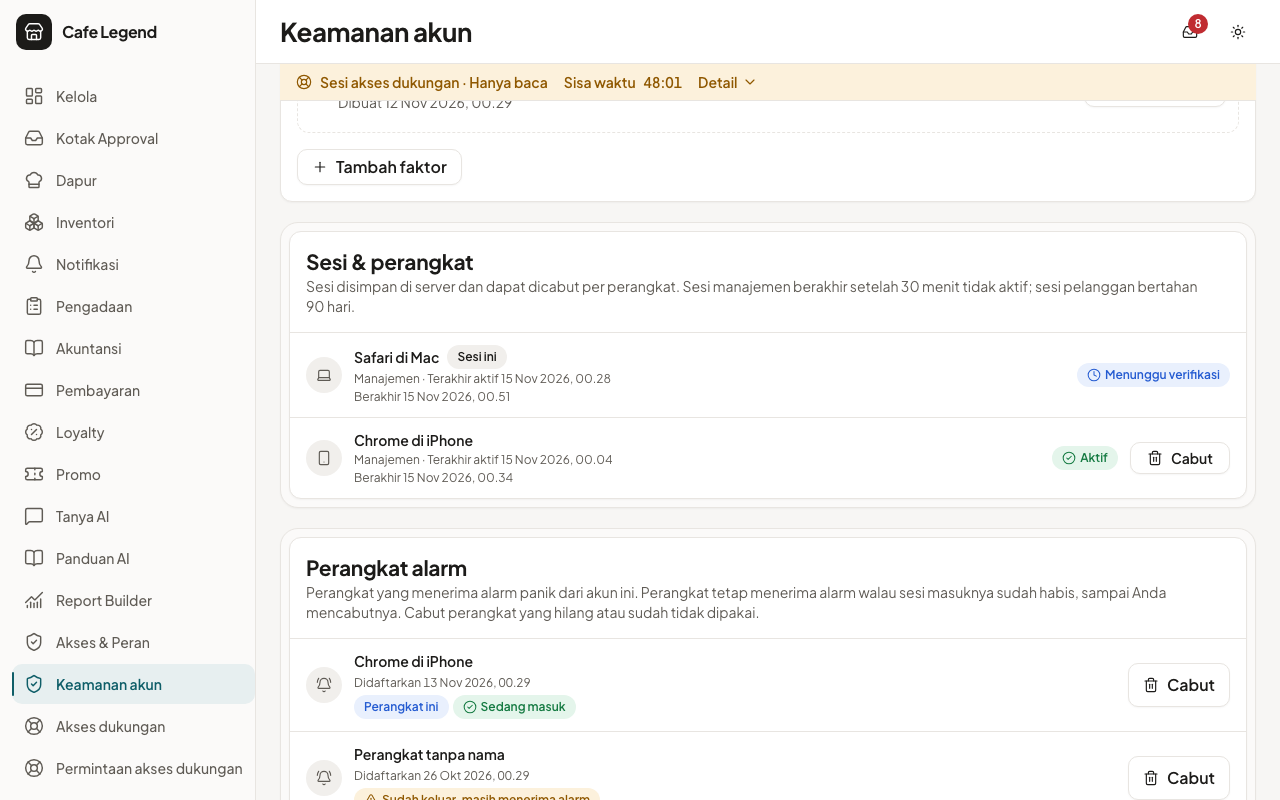 Cafe Legend
Keamanan akun
8
Kelola
Kotak Approval
Dapur
Inventori
Notifikasi
Pengadaan
Akuntansi
Pembayaran
Loyalty
Promo
Tanya AI
Panduan AI
Report Builder
Akses & Peran
Keamanan akun
Akses dukungan
Permintaan akses dukungan
Sesi akses dukungan · Hanya baca Sisa waktu 48:01 Detail
Dibuat 12 Nov 2026, 00.29
Tambah faktor
Sesi & perangkat
Sesi disimpan di server dan dapat dicabut per perangkat. Sesi manajemen berakhir setelah 30 menit tidak aktif; sesi pelanggan bertahan
90 hari.
Safari di Mac Sesi ini
Manajemen · Terakhir aktif 15 Nov 2026, 00.28
Berakhir 15 Nov 2026, 00.51
Menunggu verifikasi
Chrome di iPhone
Manajemen · Terakhir aktif 15 Nov 2026, 00.04
Berakhir 15 Nov 2026, 00.34
Aktif Cabut
Perangkat alarm
Perangkat yang menerima alarm panik dari akun ini. Perangkat tetap menerima alarm walau sesi masuknya sudah habis, sampai Anda
mencabutnya. Cabut perangkat yang hilang atau sudah tidak dipakai.
Chrome di iPhone
Didaftarkan 13 Nov 2026, 00.29
Perangkat ini Sedang masuk
Cabut
Perangkat tanpa nama
Didaftarkan 26 Okt 2026, 00.29
Sudah keluar, masih menerima alarm
Cabut